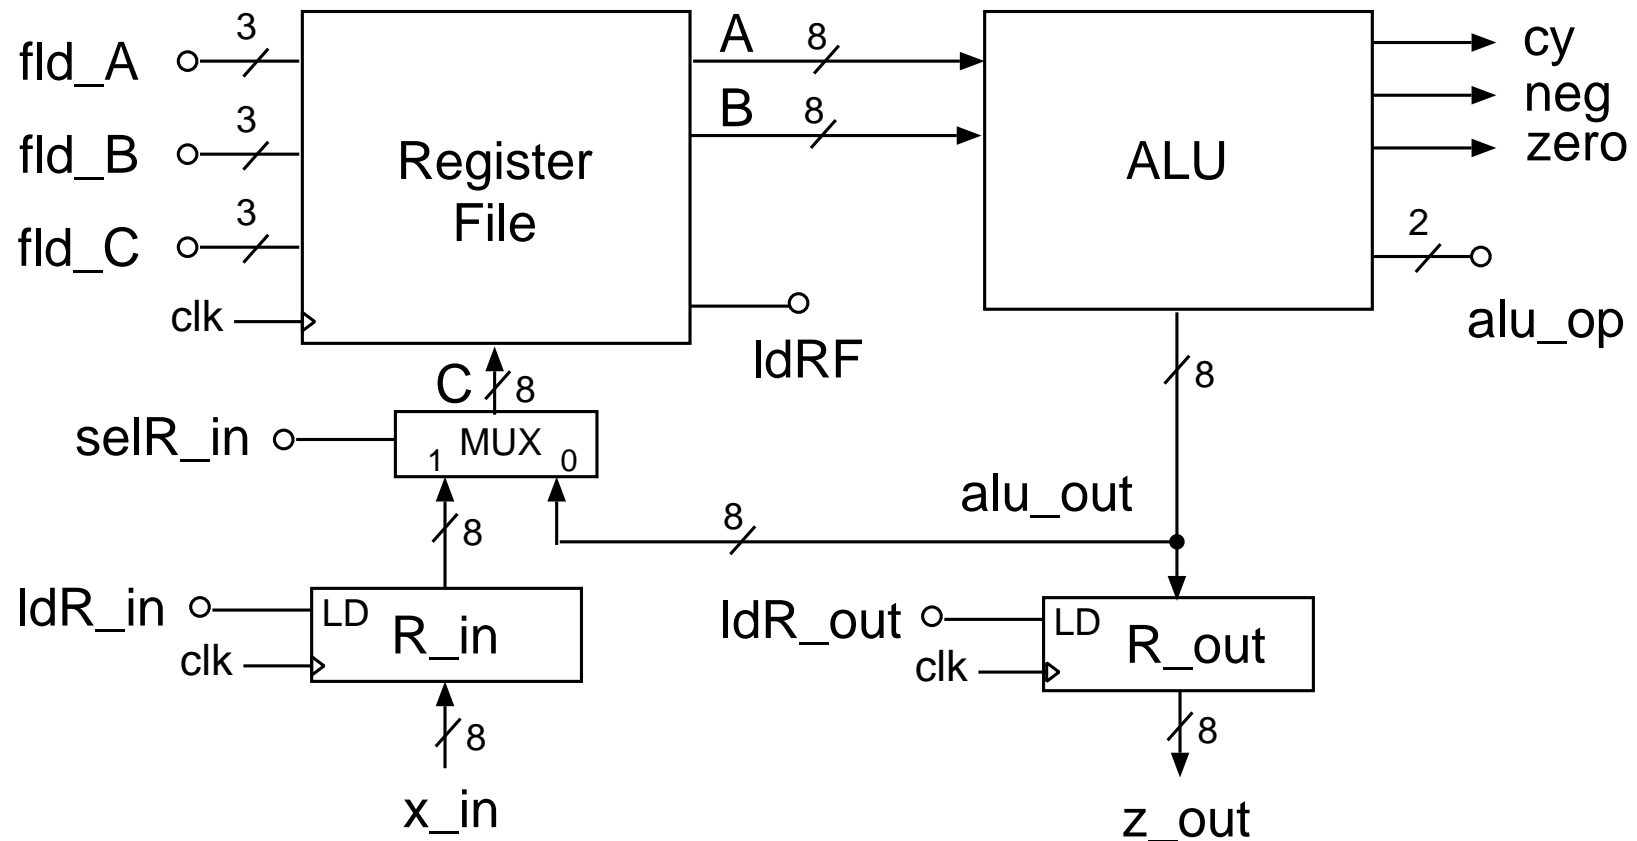 fld_A
3
fld_B
3
fld_C
3
clk
Register
File
A
8
B
8
ldRF
ALU
cy
neg
zero
2
alu_op
8
C
8
selR_in
MUX
1
0
8
8
alu_out
ldR_in
LD
R_in
clk
8
x_in
ldR_out
LD
R_out
clk
8
z_out